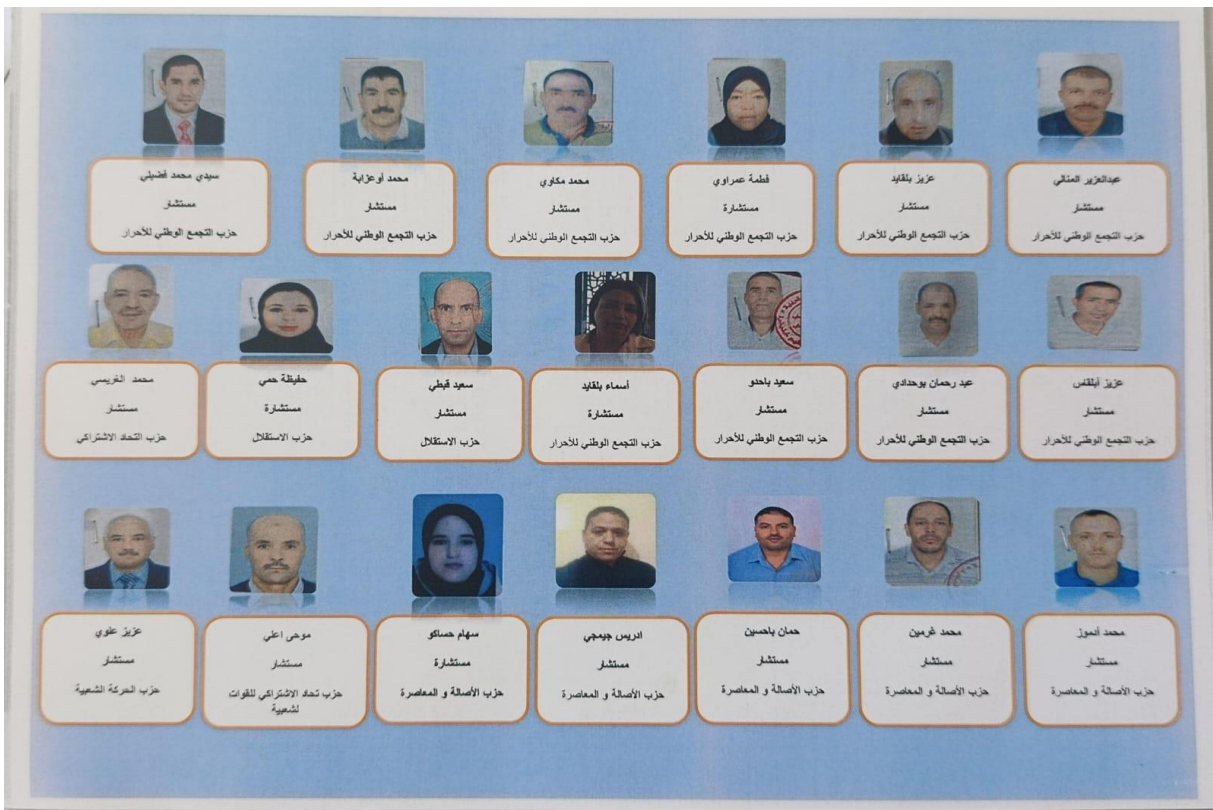 عبدالعزير المتالي
مستشار
حزب التجمع الوطني للأحرار
عزيز بلقايد
مستشار
حزب التجمع الوطني للأحرار
فطمة عمراوي
مستشارة
حزب التجمع الوطني للأحرار
محمد مكاوي
مستشار
حزب التجمع الوطني للأحرار
محمد أوعزاية
مستشار
حزب التجمع الوطني للأحرار
سيدي محمد فضيلي
مستشار
حزب التجمع الوطني للأحرار
عزيز أبلقاس
مستشار
حزب التجمع الوطني للأحرار
عبد رحمان بوحدادي
مستشار
حزب التجمع الوطني للأحرار
سعيد باحدو
مستشار
حزب التجمع الوطني للأحرار
أسماء بلقايد
مستشارة
حزب التجمع الوطني للأحرار
سعيد قبطي
مستشار
حزب الاستقلال
حفيظة حمي
مستشارة
حزب الاستقلال
محمد الغريسي
مستشار
حزب التحاد الاشتراكي
محمد أنموز
مستشار
حزب الأصالة و المعاصرة
محمد غرمين
مستشار
حزب الأصالة و المعاصرة
حمان باحسين
مستشار
حزب الأصالة و المعاصرة
ادريس جيمجي
مستشار
حزب الأصالة و المعاصرة
سهام حساكو
مستشارة
حزب الأصالة و المعاصرة
موحى اعلي
مستشار
حزب تحاد الاشتراكي للقوات
لشعبية
عزيز علوي
مستشار
حزب الحركة الشعبية